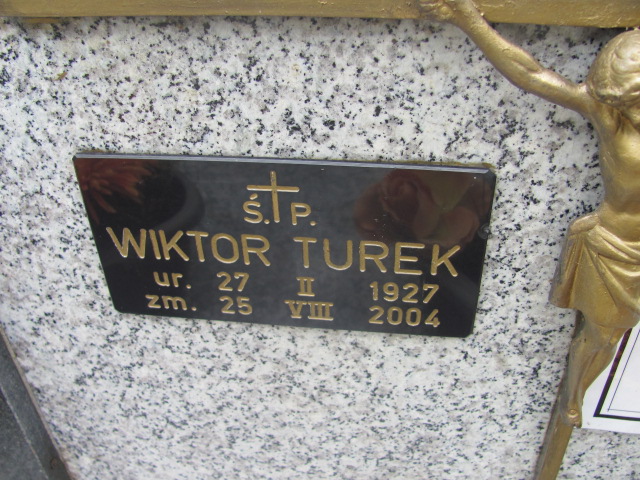 Ś. P.
WIKTOR TUREK
ur. 27 II 1927
zm. 25 VIII 2004